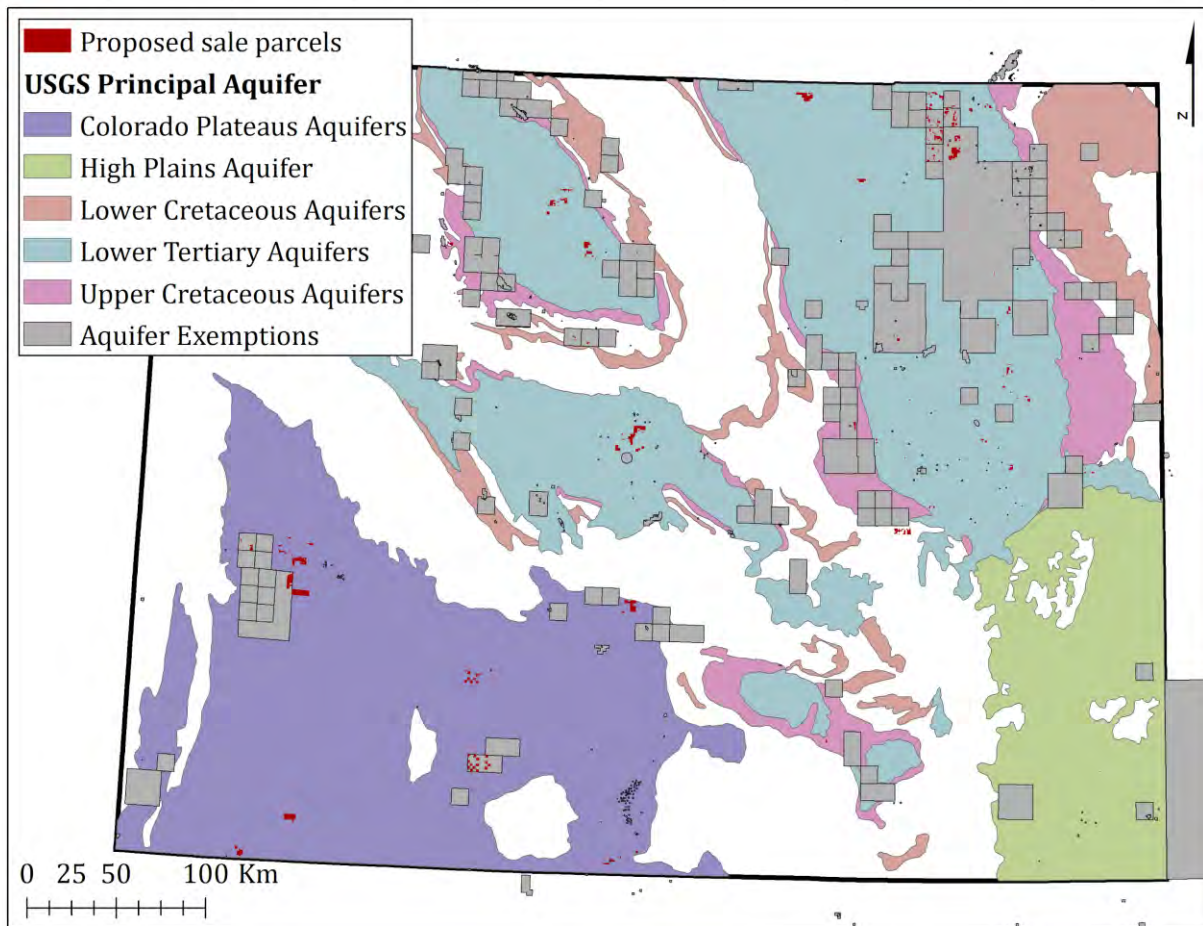 Proposed sale parcels
USGS Principal Aquifer
Colorado Plateaus Aquifers
High Plains Aquifer
Lower Cretaceous Aquifers
Lower Tertiary Aquifers
Upper Cretaceous Aquifers
Aquifer Exemptions
N
0 25 50 100 Km